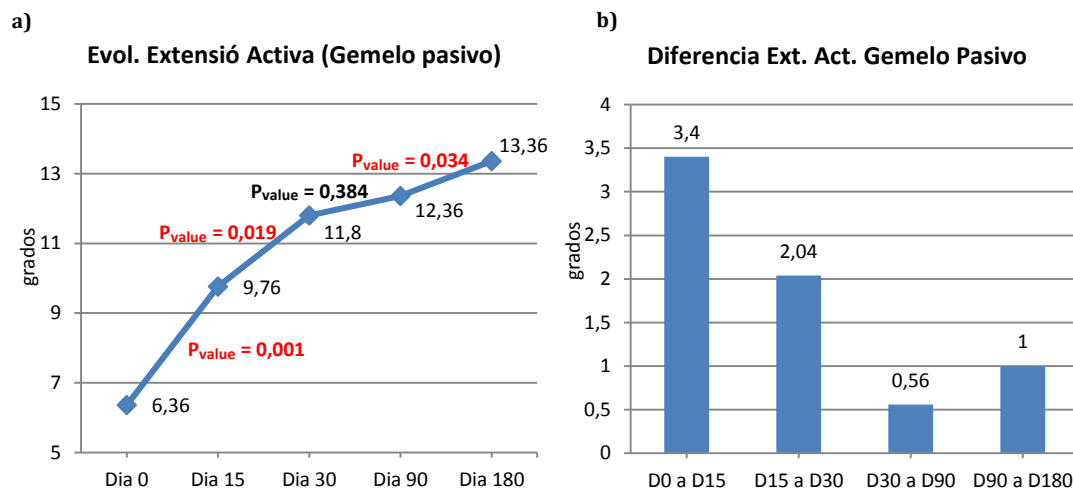 a)
Evol. Extensió Activa (Gemelo pasivo)
15
13
11
9
7
5
grados
6,36
9,76
11,8
12,36
13,36
Pvalue = 0,001
Pvalue = 0,019
Pvalue = 0,384
Pvalue = 0,034
Dia 0 Dia 15 Dia 30 Dia 90 Dia 180
b)
Diferencia Ext. Act. Gemelo Pasivo
4
3,5
3
2,5
2
1,5
1
0,5
0
grados
3,4
2,04
0,56
1
D0 a D15 D15 a D30 D30 a D90 D90 a D180